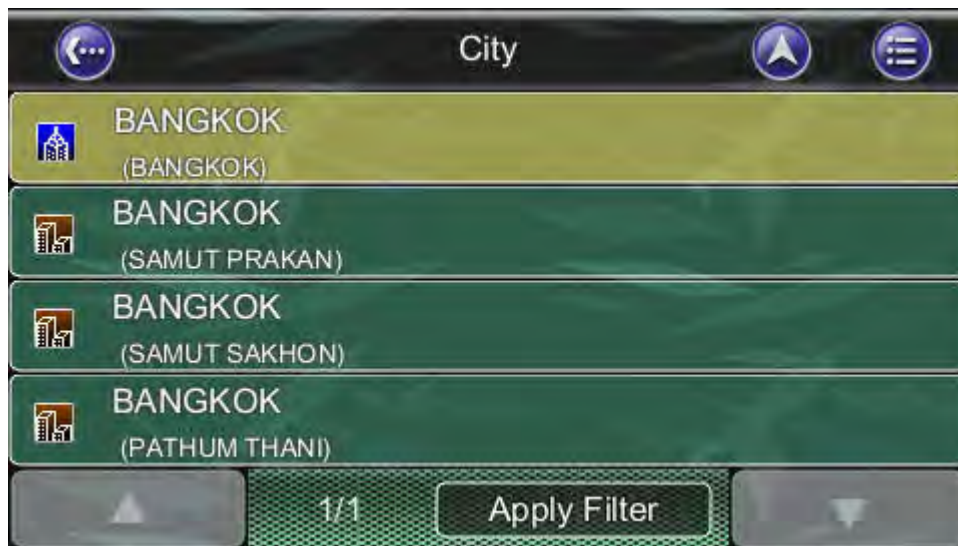 City
BANGKOK
(BANGKOK)
BANGKOK
(SAMUT PRAKAN)
BANGKOK
(SAMUT SAKHON)
BANGKOK
(PATHUM THANI)
1/1 Apply Filter